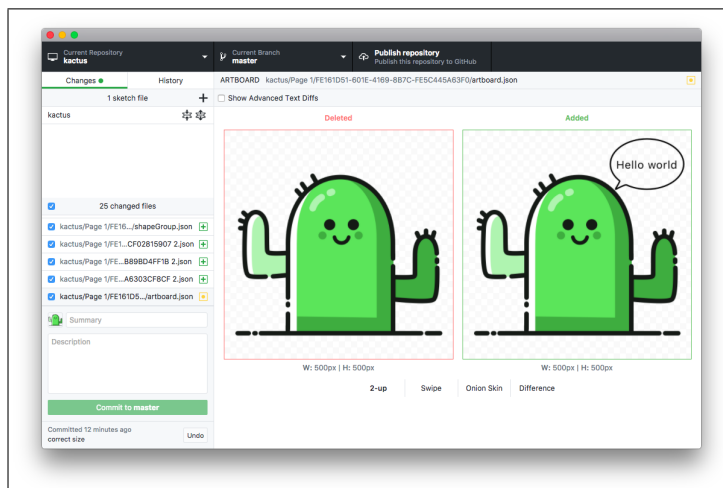 Current Repository
kactus
Current Branch
master
Publish repository
Publish this repository to GitHub
Changes
History
ARTBOARD kactus/Page 1/FE161D51-601E-4169-8B7C-FE5C445A63F0/artboard.json
1 sketch file
Show Advanced Text Diffs
kactus
Deleted
Added
Hello world
25 changed files
kactus/Page 1/FE16.../shapeGroup.json
kactus/Page 1/FE1...CF02815907 2.json
kactus/Page 1/FE...B89BD4FF1B 2.json
kactus/Page 1/FE...A6303CF8CF 2.json
kactus/Page 1/FE161D5.../artboard.json
Summary
Description
W: 500px | H: 500px
W: 500px | H: 500px
2-up
Swipe
Onion Skin
Difference
Commit to master
Committed 12 minutes ago
correct size
Undo